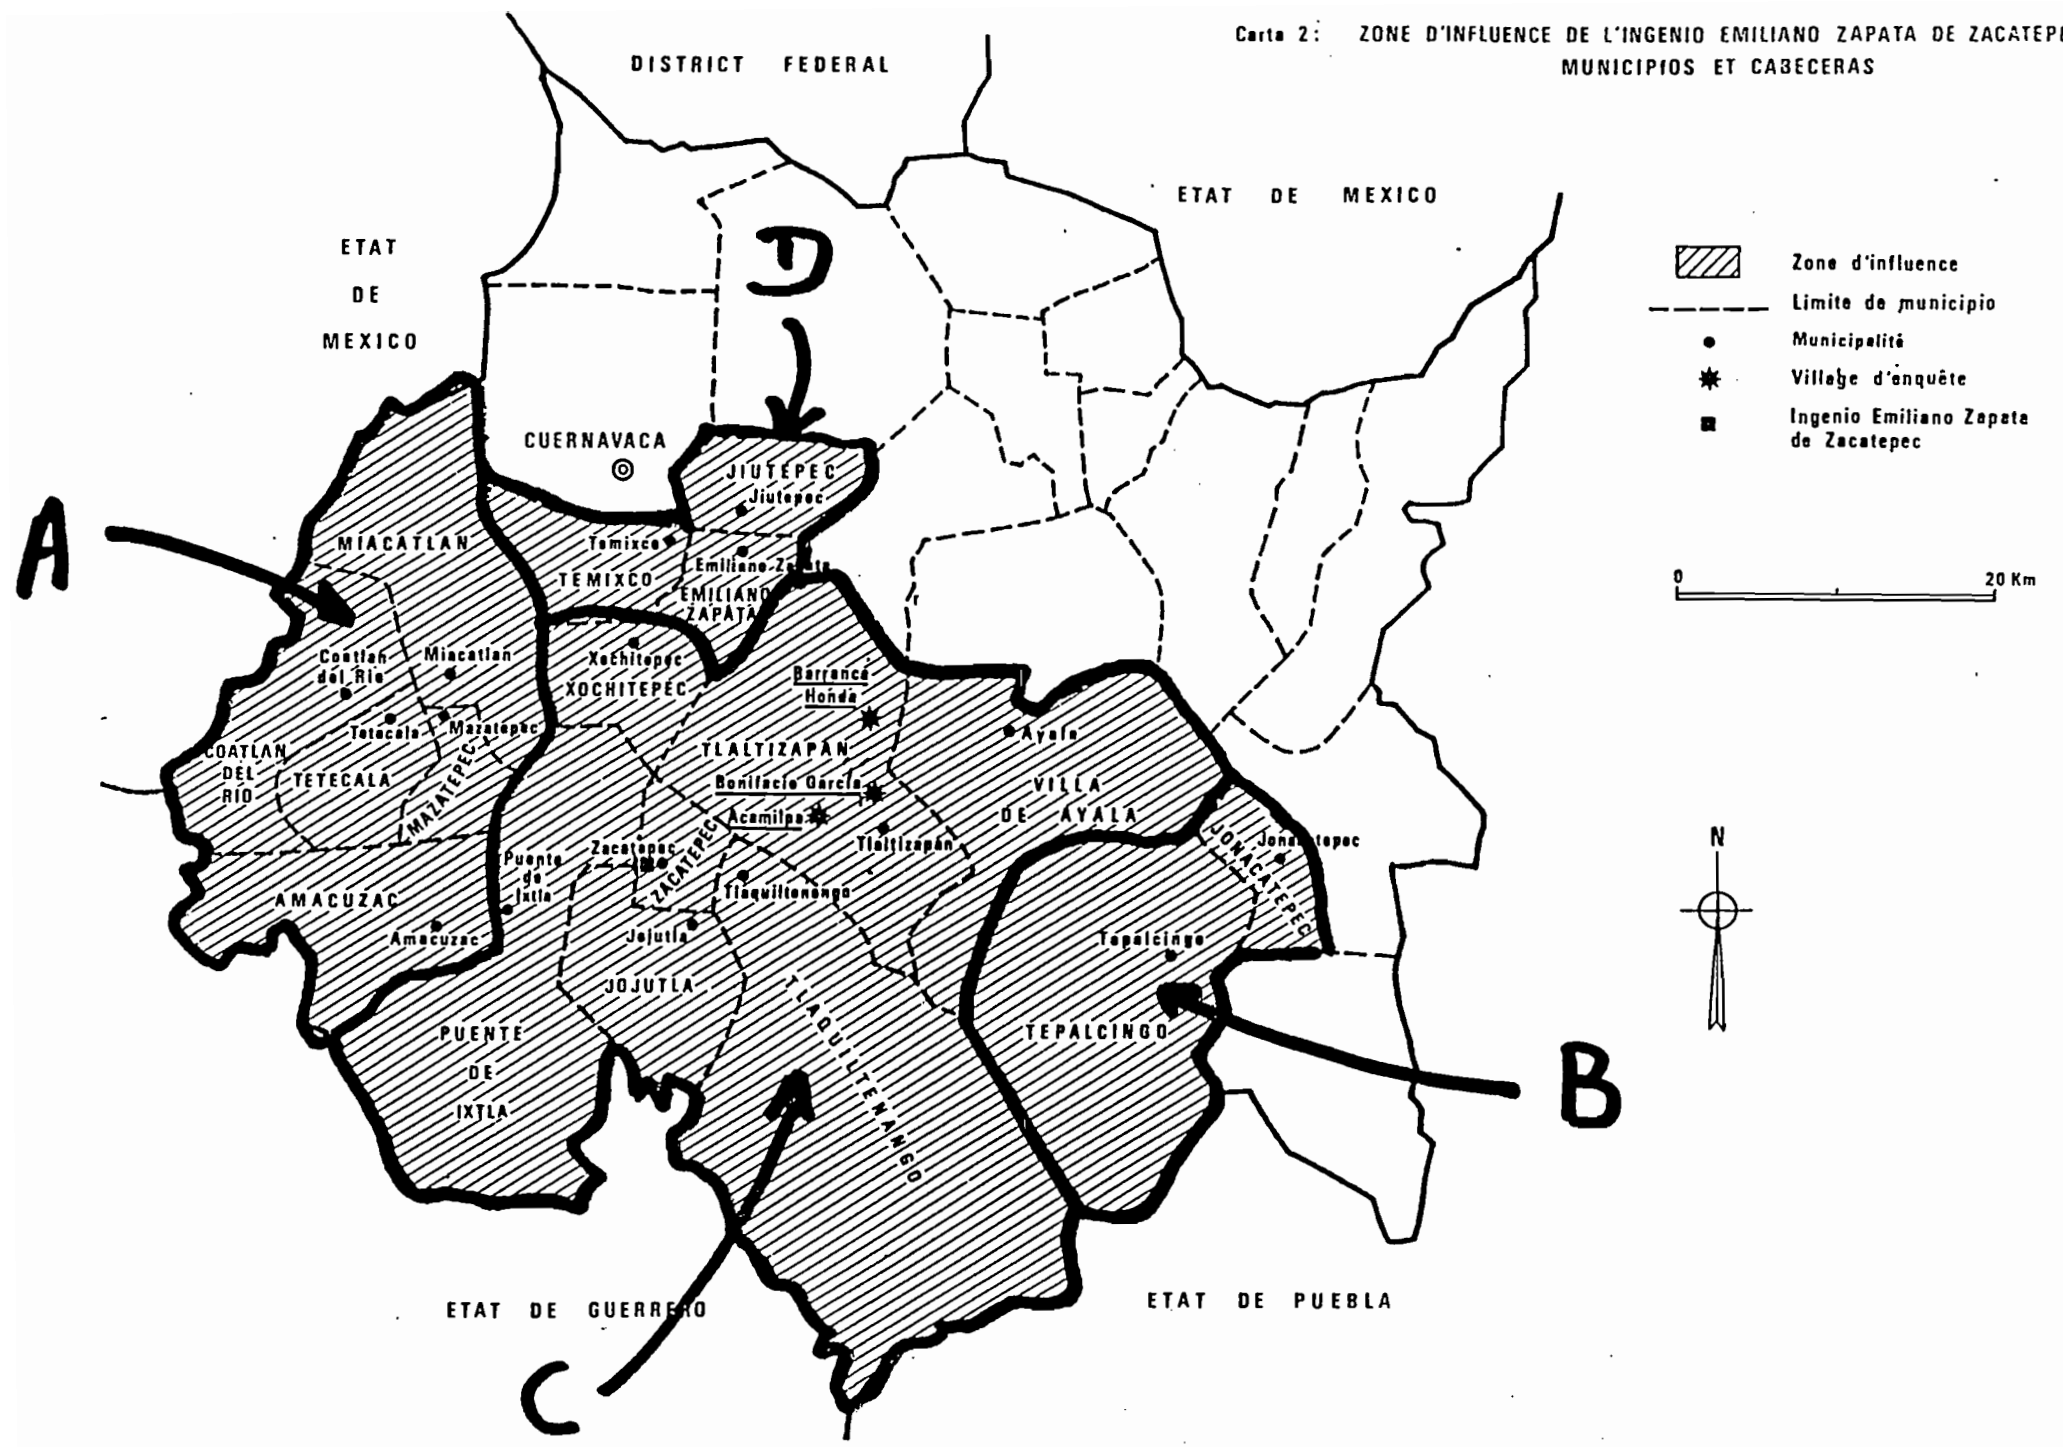 Carta 2: ZONE D'INFLUENCE DE L'INGENIO EMILIANO ZAPATA DE ZACATEPE
MUNICIPIOS ET CABECERAS
DISTRICT FEDERAL
ETAT DE MEXICO
ETAT
DE
MEXICO
D
Zone d'influence
Limite de municipio
Municipalité
Village d'enquête
Ingenio Emiliano Zapata
de Zacatepec
0 20 Km
N
CUERNAVACA
JIUTEPEC
Jiutepec
A
MIACATLAN
Temixco
TEMIXCO
Emiliano Zapata
EMILIANO
ZAPATA
Coatlan
del Rio
Miacatlan
Xochitepec
XOCHITEPEC
Barranca
Honda
Tetecala
Mazatepec
COATLAN
DEL
RIO
TETECALA
MAZATEPEC
TLALTIZAPAN
Bonifacio Garcia
Acamilpa
Tlaltizapan
Ayala
VILLA
DE AYALA
JONACATEPEC
Jonacatepec
Zacatepec
ZACATEPEC
Puente
de
Ixtla
Tlaquiltenango
AMACUZAC
Amacuzac
Jojutla
JOJUTLA
Tepalcingo
TEPALCINGO
PUENTE
DE
IXTLA
TLAQUILTENANGO
B
ETAT DE GUERRERO
ETAT DE PUEBLA
C